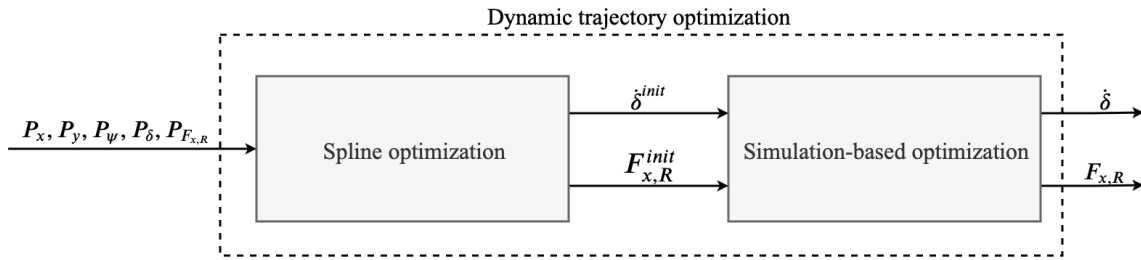 Dynamic trajectory optimization
P_x, P_y, P_ψ, P_δ, P_{F_{x,R}}
Spline optimization
δ̇^{init}
F_{x,R}^{init}
Simulation-based optimization
δ̇
F_{x,R}